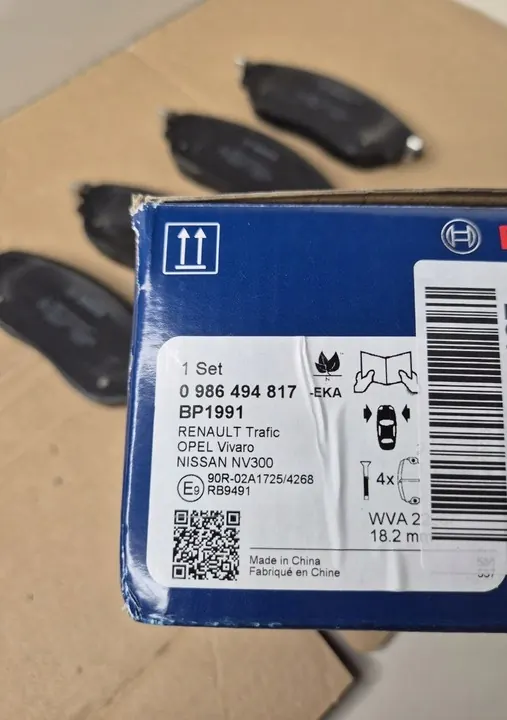 1 Set
0 986 494 817 -EKA
BP1991
RENAULT Trafic
OPEL Vivaro
NISSAN NV300
E9 90R-02A1725/4268
RB9491
4x
WVA
18.2
Made in China
Fabriqué en Chine